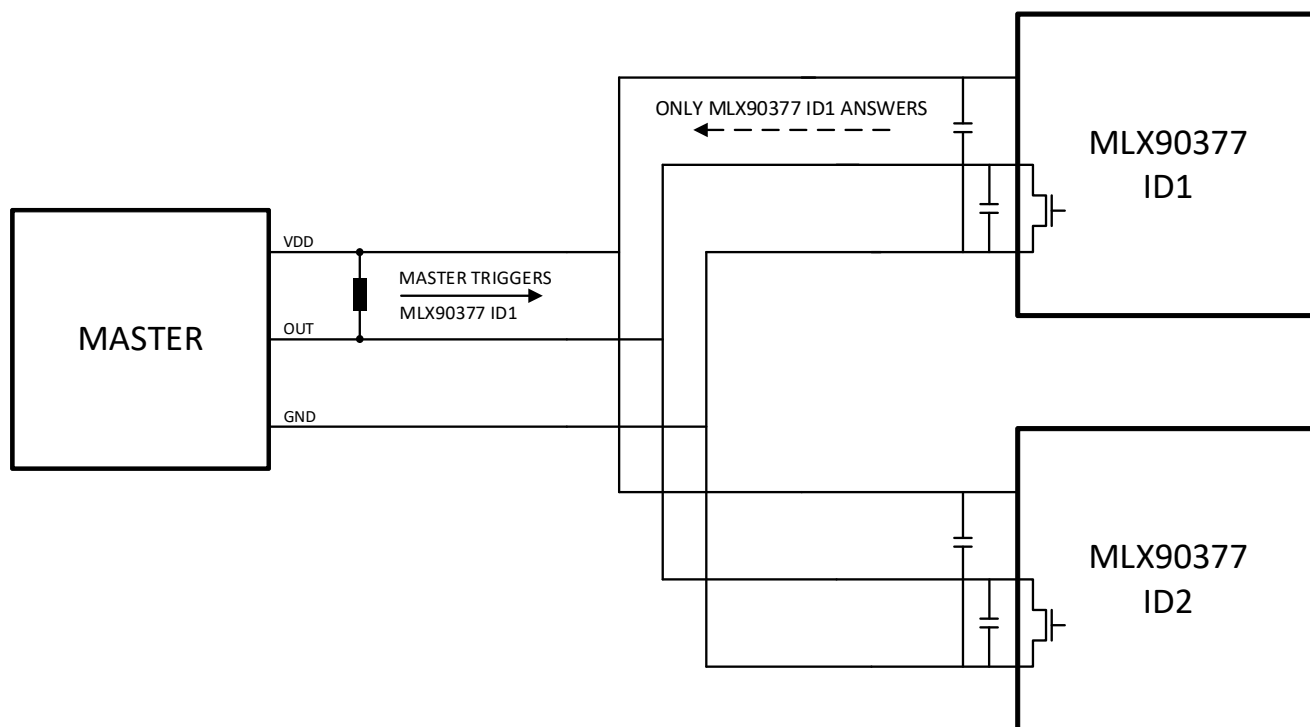 ONLY MLX90377 ID1 ANSWERS
MLX90377
ID1
MASTER
VDD
MASTER TRIGGERS
MLX90377 ID1
OUT
GND
MLX90377
ID2